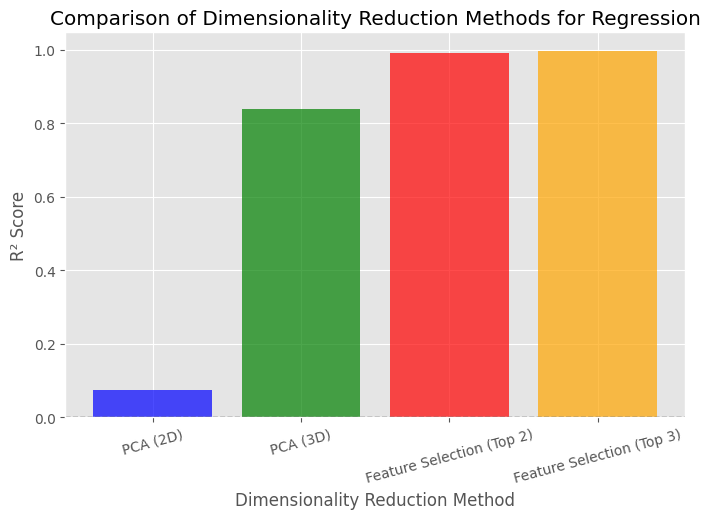 Comparison of Dimensionality Reduction Methods for Regression
R² Score
1.0
0.8
0.6
0.4
0.2
0.0
PCA (2D)
PCA (3D)
Feature Selection (Top 2)
Feature Selection (Top 3)
Dimensionality Reduction Method